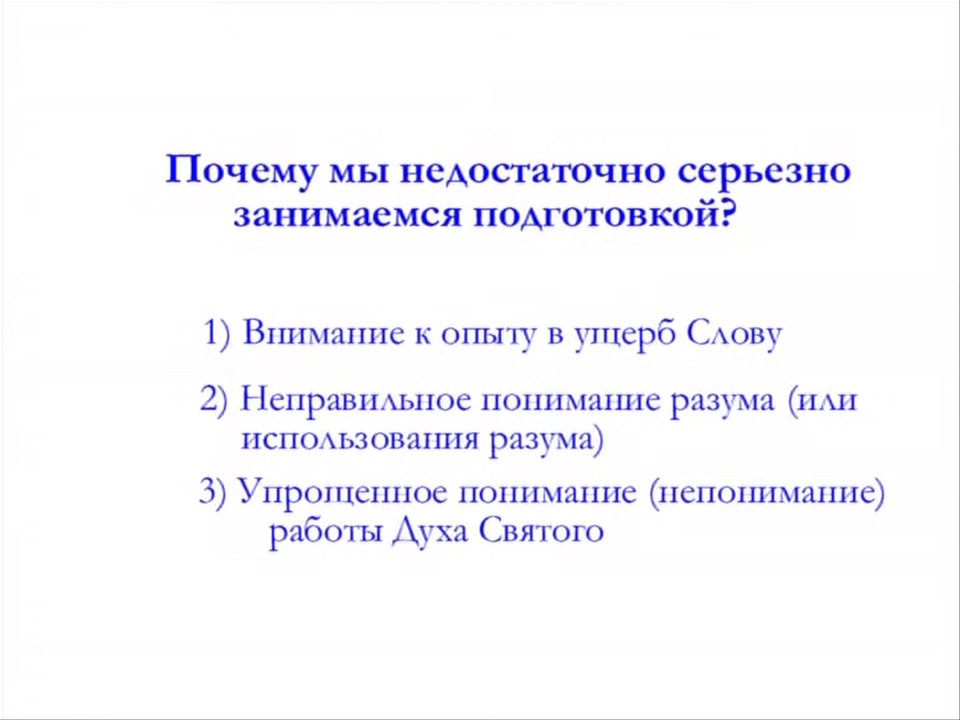 Почему мы недостаточно серьезно
занимаемся подготовкой?
1) Внимание к опыту в ущерб Слову
2) Неправильное понимание разума (или
использования разума)
3) Упрощенное понимание (непонимание)
работы Духа Святого